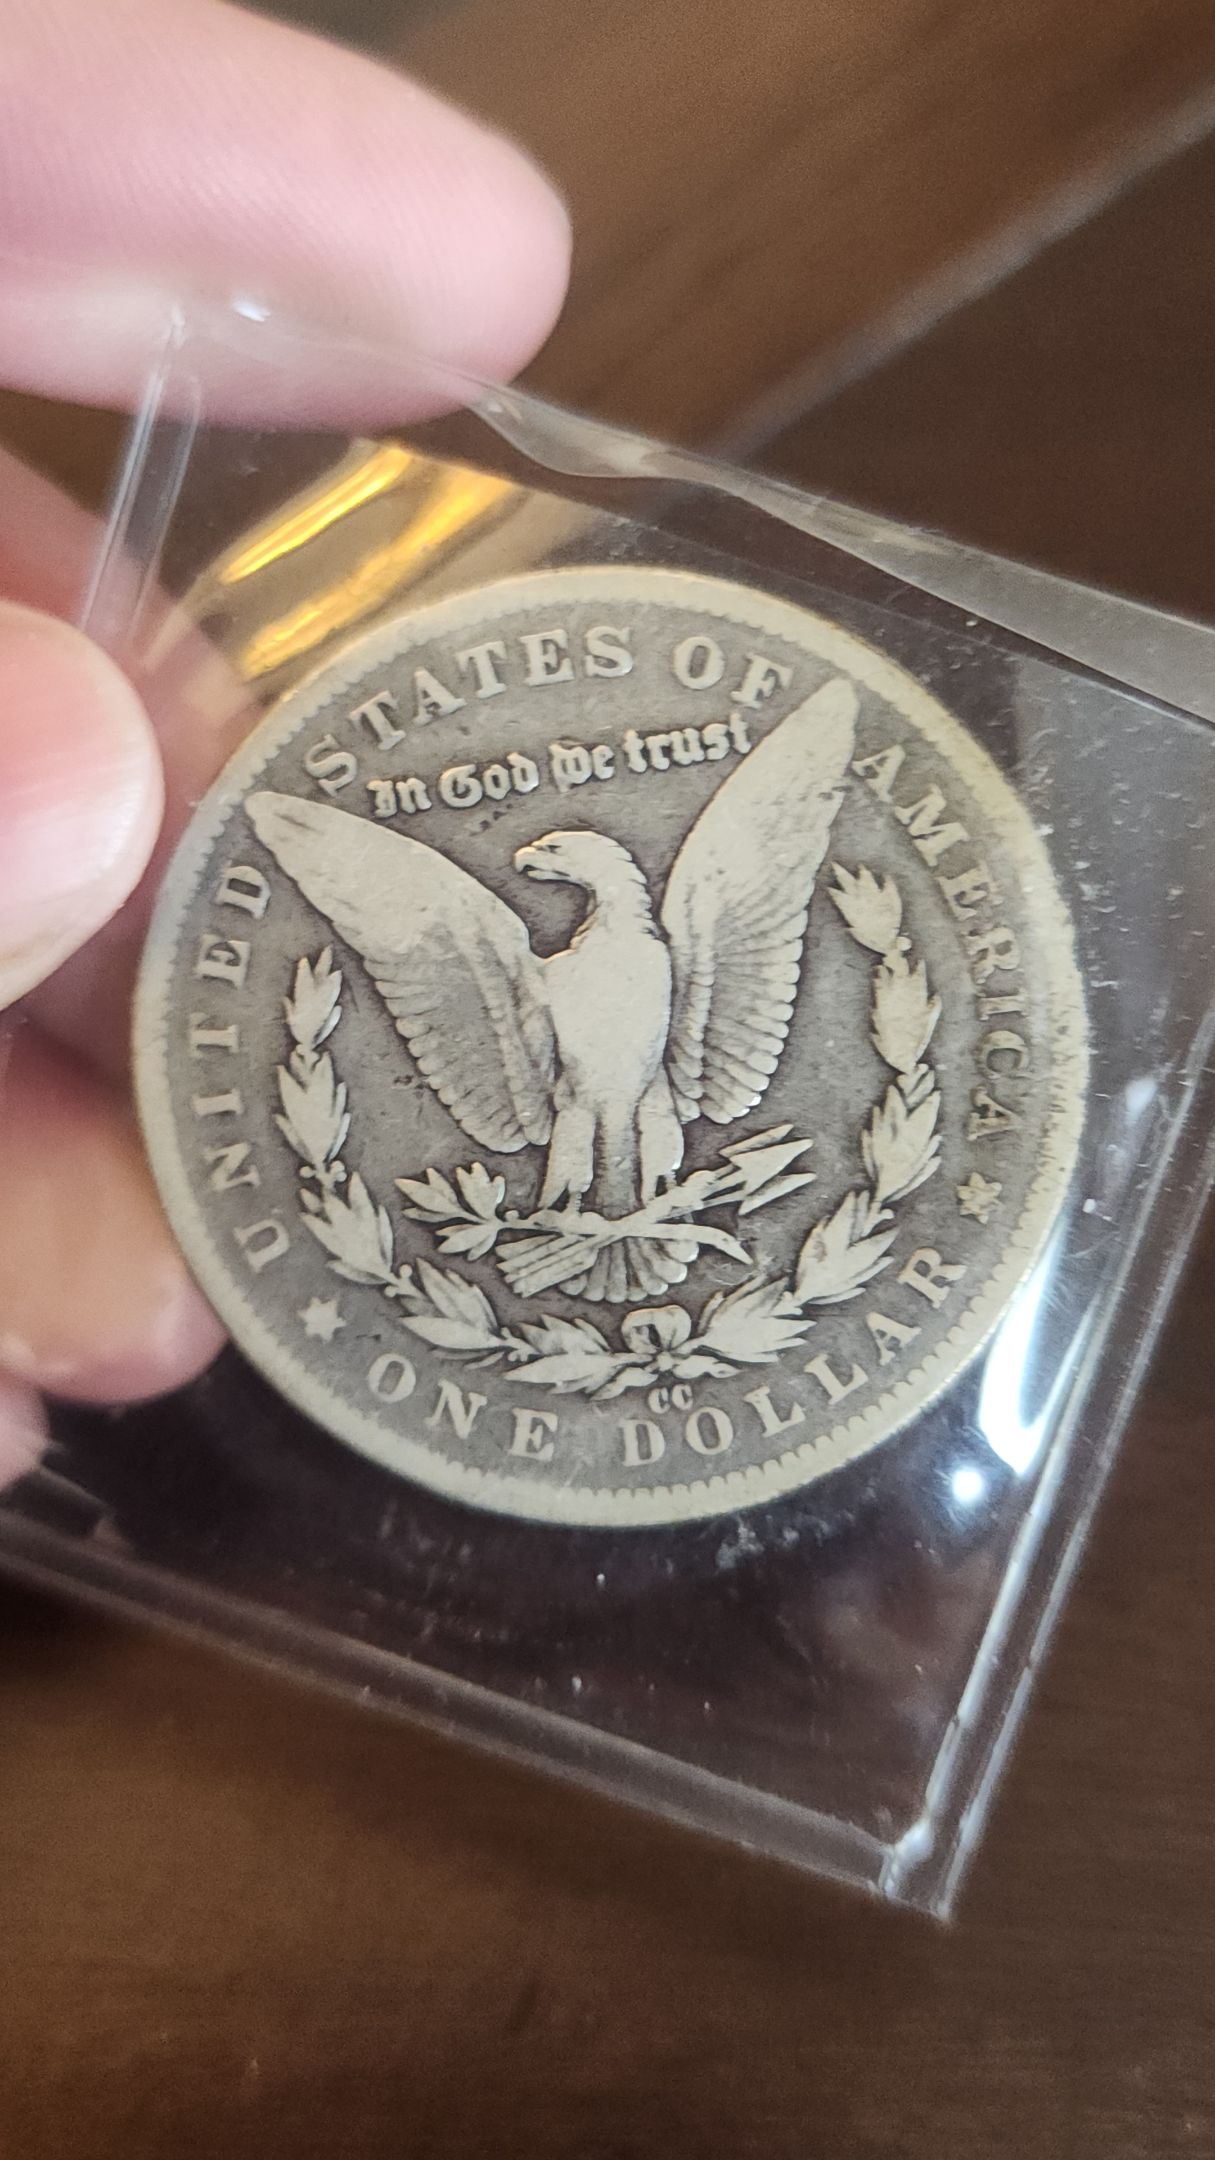 UNITED STATES OF AMERICA
In God we trust
CC
ONE DOLLAR